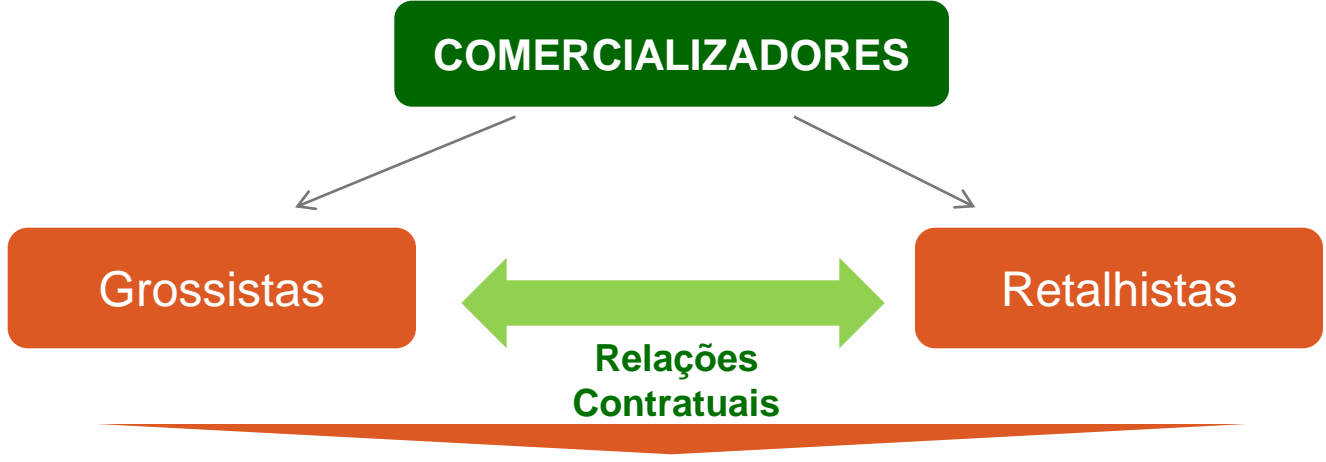 COMERCIALIZADORES
Grossistas
Retalhistas
Relações
Contratuais